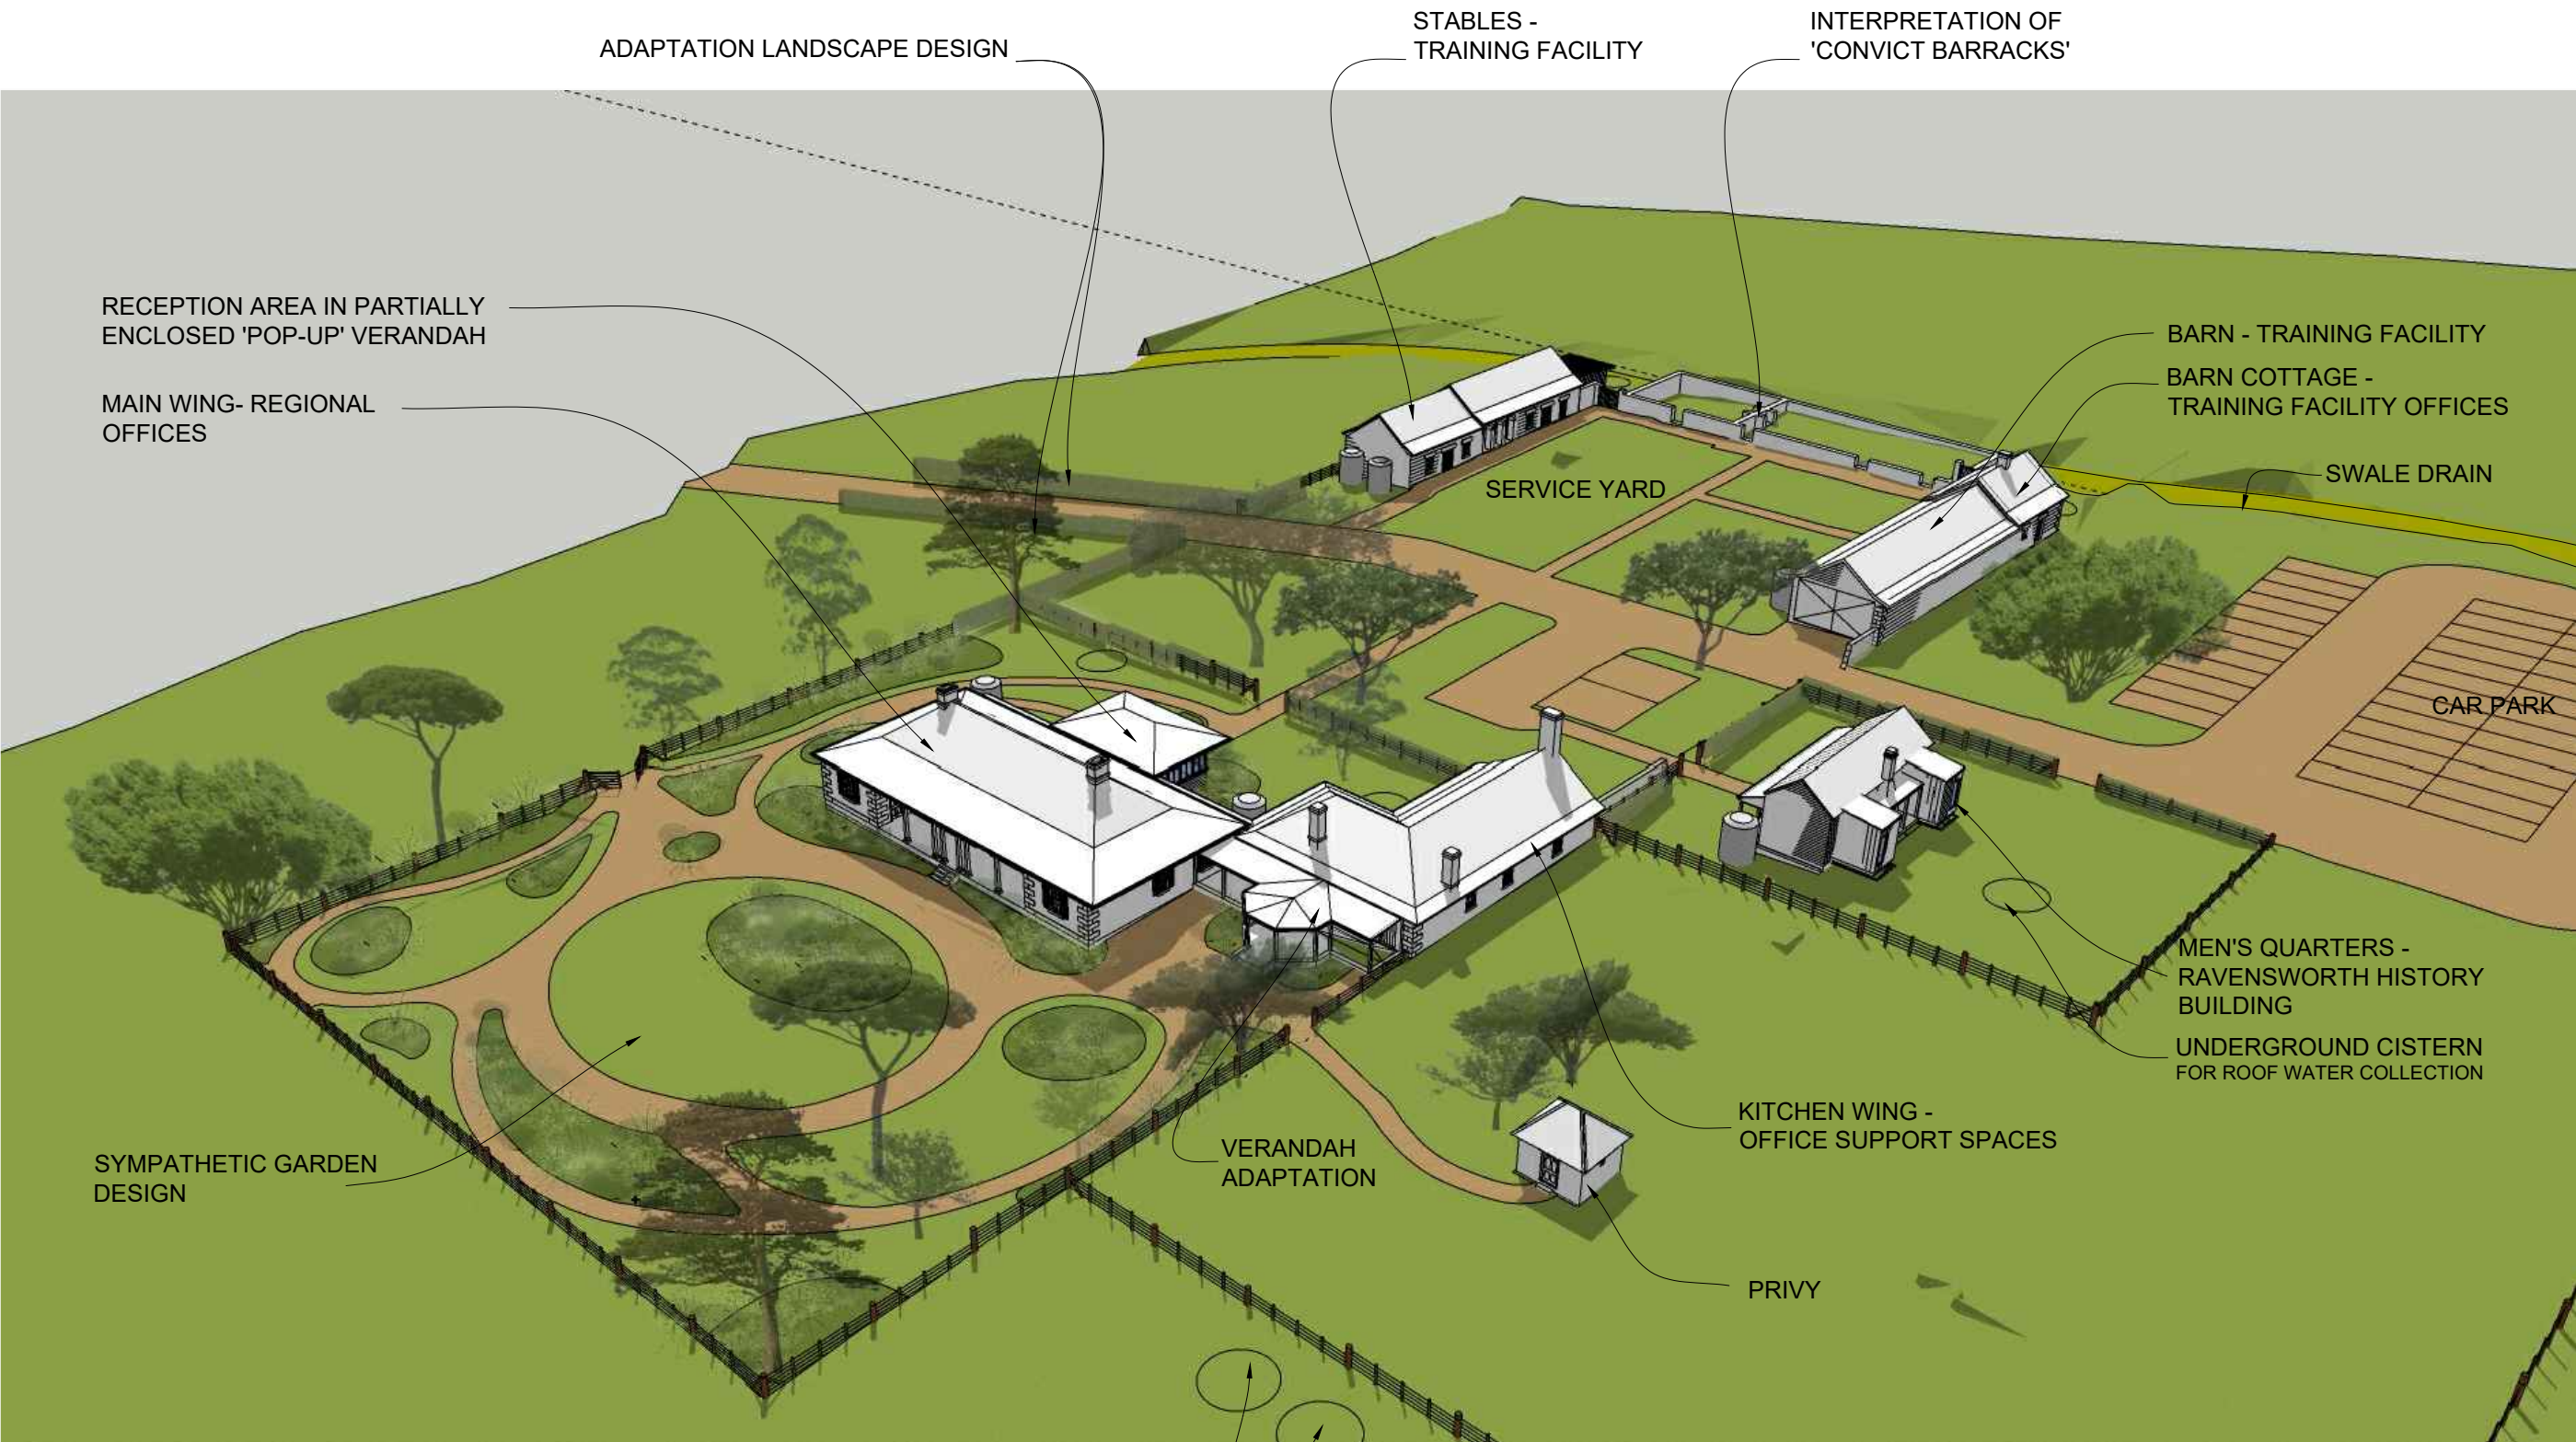 STABLES -
TRAINING FACILITY
INTERPRETATION OF
'CONVICT BARRACKS'
ADAPTATION LANDSCAPE DESIGN
RECEPTION AREA IN PARTIALLY
ENCLOSED 'POP-UP' VERANDAH
MAIN WING- REGIONAL
OFFICES
BARN - TRAINING FACILITY
BARN COTTAGE -
TRAINING FACILITY OFFICES
SWALE DRAIN
SERVICE YARD
CAR PARK
MEN'S QUARTERS -
RAVENSWORTH HISTORY
BUILDING
UNDERGROUND CISTERN
FOR ROOF WATER COLLECTION
KITCHEN WING -
OFFICE SUPPORT SPACES
VERANDAH
ADAPTATION
SYMPATHETIC GARDEN
DESIGN
PRIVY